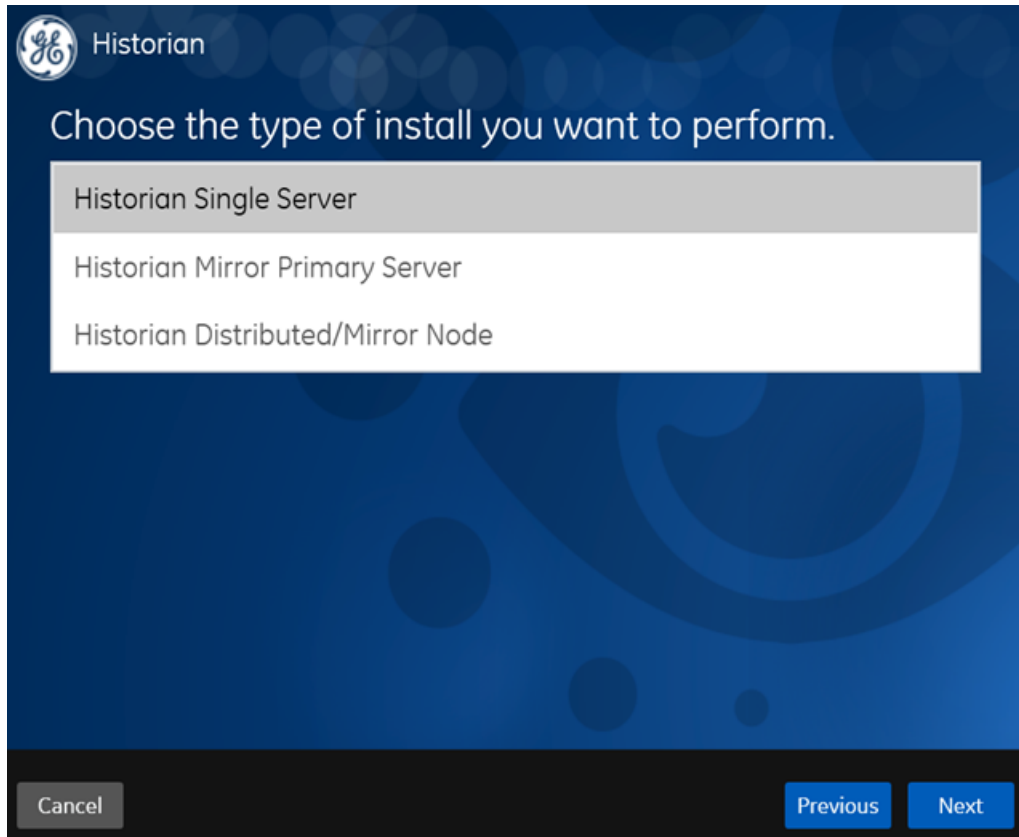 Historian
Choose the type of install you want to perform.
Historian Single Server
Historian Mirror Primary Server
Historian Distributed/Mirror Node
Cancel
Previous
Next